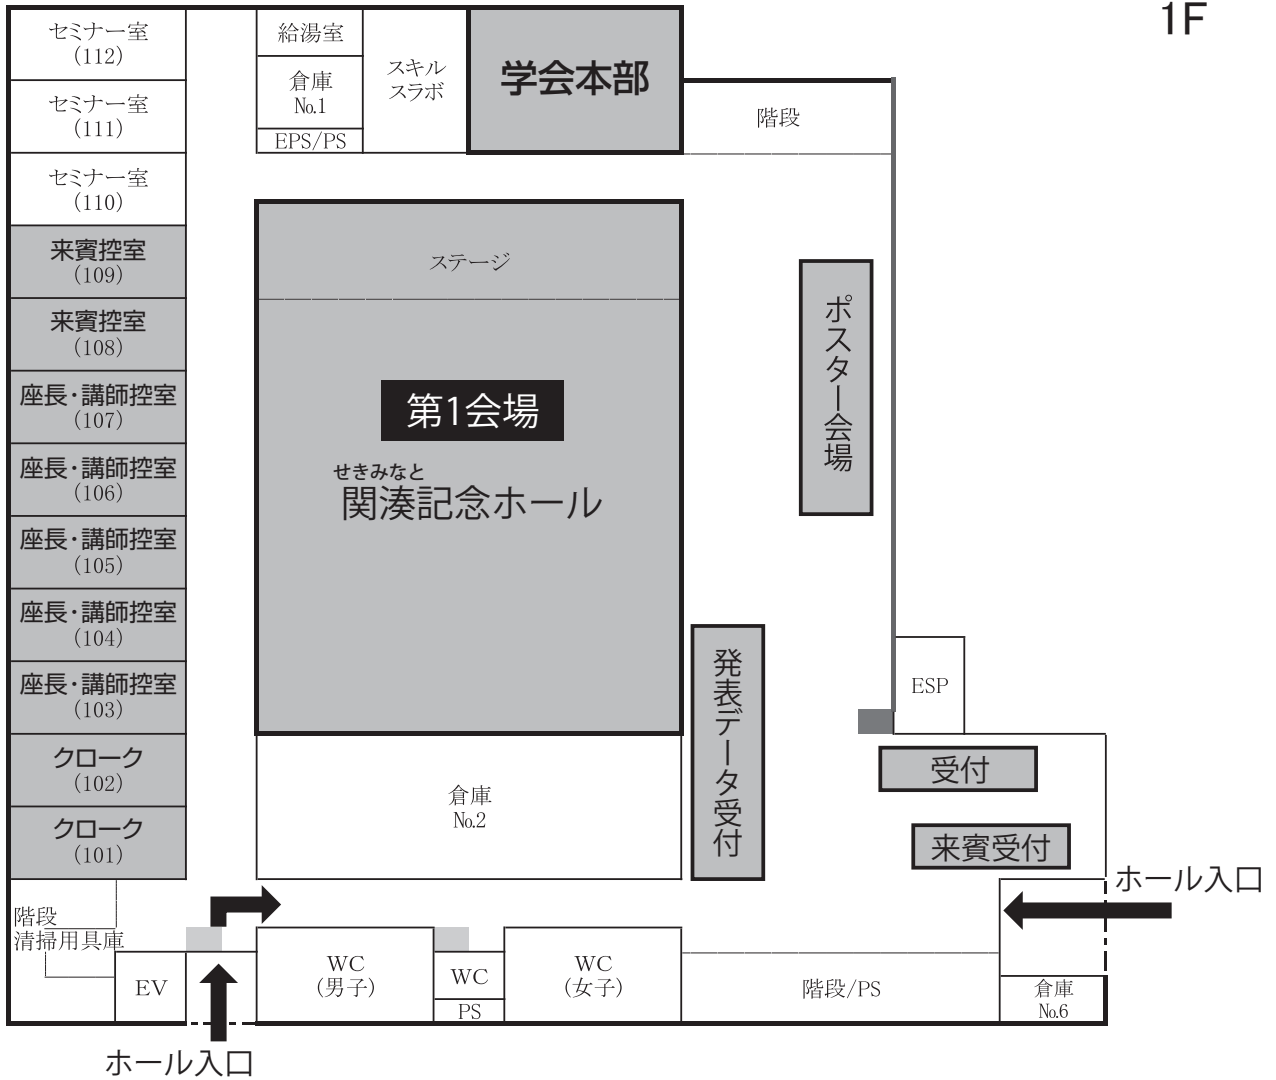 1F
セミナー室
(112)
セミナー室
(111)
セミナー室
(110)
来賓控室
(109)
来賓控室
(108)
座長・講師控室
(107)
座長・講師控室
(106)
座長・講師控室
(105)
座長・講師控室
(104)
座長・講師控室
(103)
クローク
(102)
クローク
(101)
階段
清掃用具庫
EV
ホール入口
給湯室
倉庫
No.1
EPS/PS
スキル
スラボ
学会本部
階段
ステージ
第1会場
せきみなと
関湊記念ホール
倉庫
No.2
ポスター会場
発表データ受付
ESP
受付
来賓受付
ホール入口
WC
(男子)
WC
PS
WC
(女子)
階段/PS
倉庫
No.6